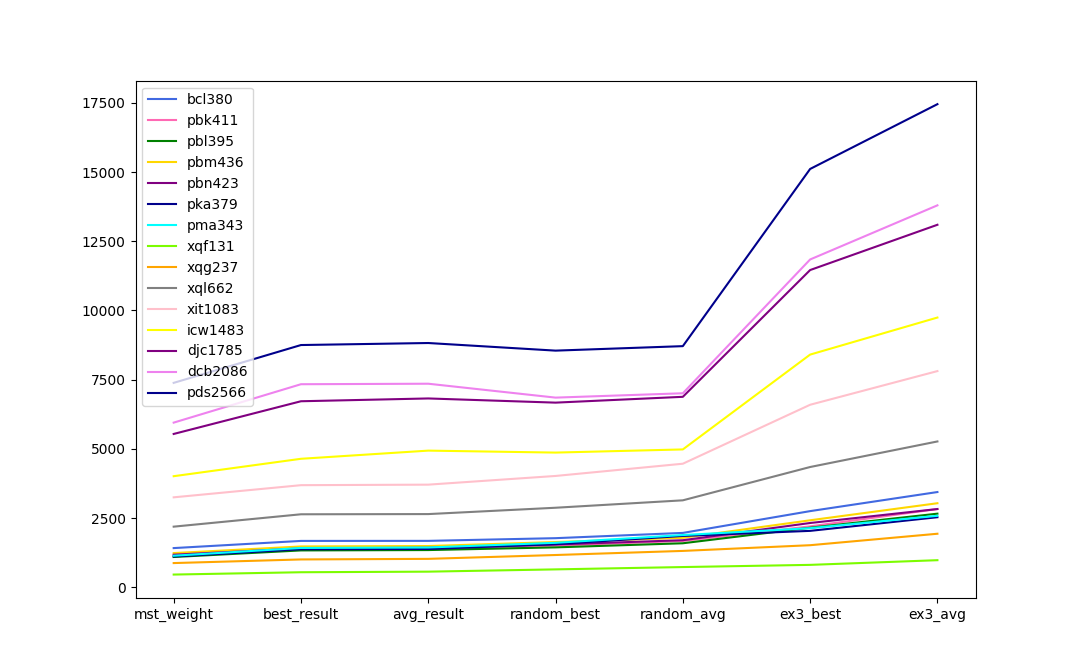 17500
15000
12500
10000
7500
5000
2500
0
bcl380
pbk411
pbl395
pbm436
pbn423
pka379
pma343
xqf131
xqg237
xql662
xit1083
icw1483
djc1785
dcb2086
pds2566
mst_weight best_result avg_result random_best random_avg ex3_best ex3_avg